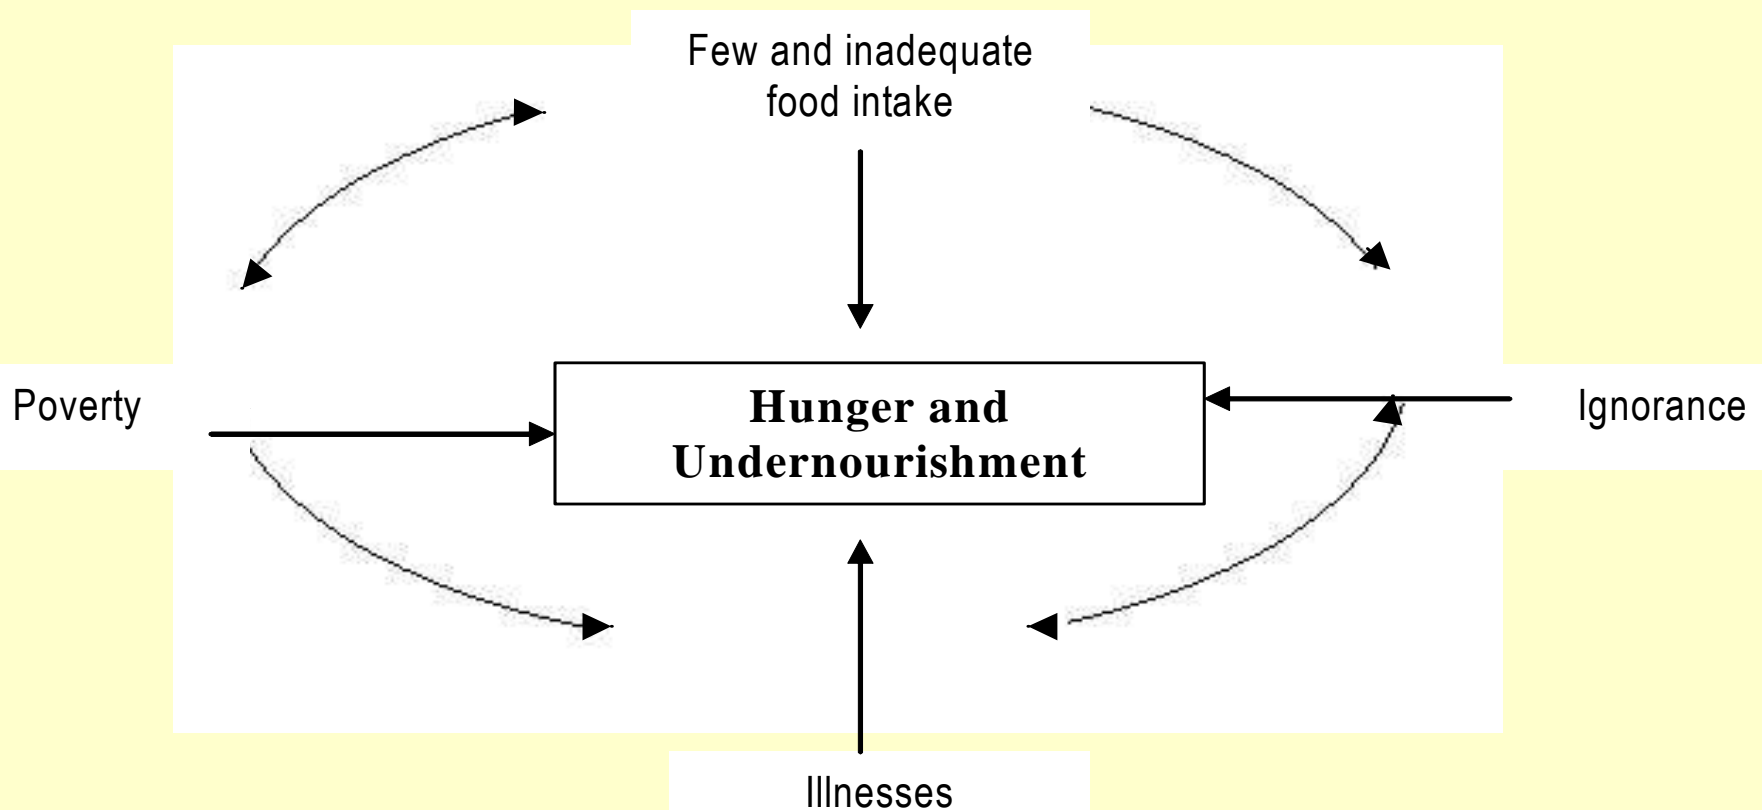 Few and inadequate
food intake
Poverty
Hunger and
Undernourishment
Ignorance
Illnesses